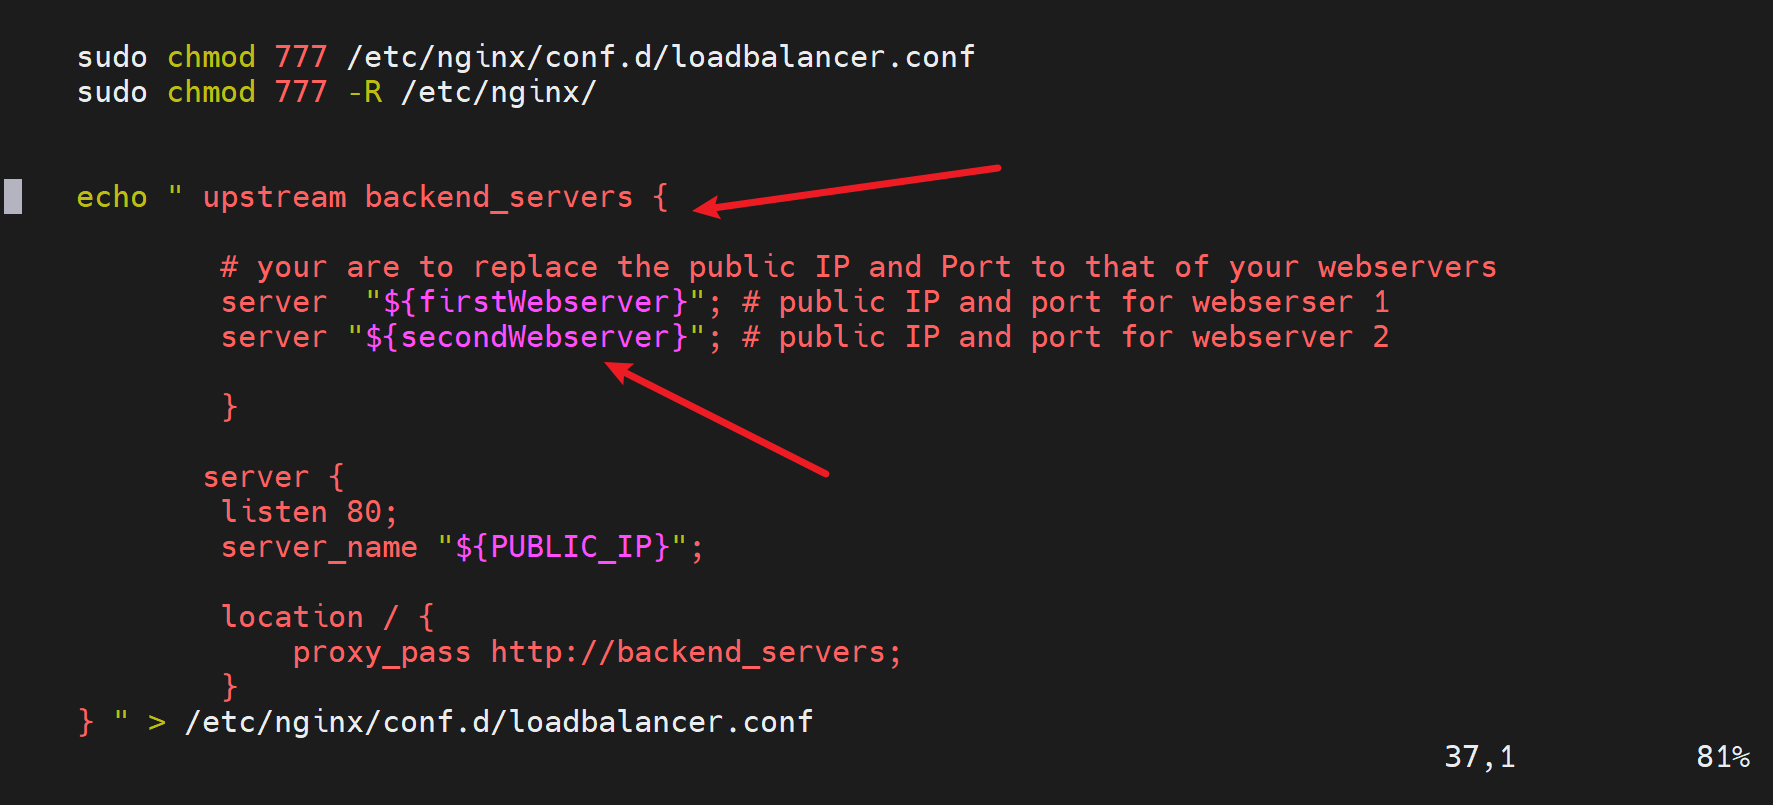 sudo chmod 777 /etc/nginx/conf.d/loadbalancer.conf
sudo chmod 777 -R /etc/nginx/
echo " upstream backend_servers {
# your are to replace the public IP and Port to that of your webservers
server  "${firstWebserver}"; # public IP and port for webserser 1
server "${secondWebserver}"; # public IP and port for webserver 2
}
server {
listen 80;
server_name "${PUBLIC_IP}";
location / {
proxy_pass http://backend_servers;
}
} " > /etc/nginx/conf.d/loadbalancer.conf
37,1 81%